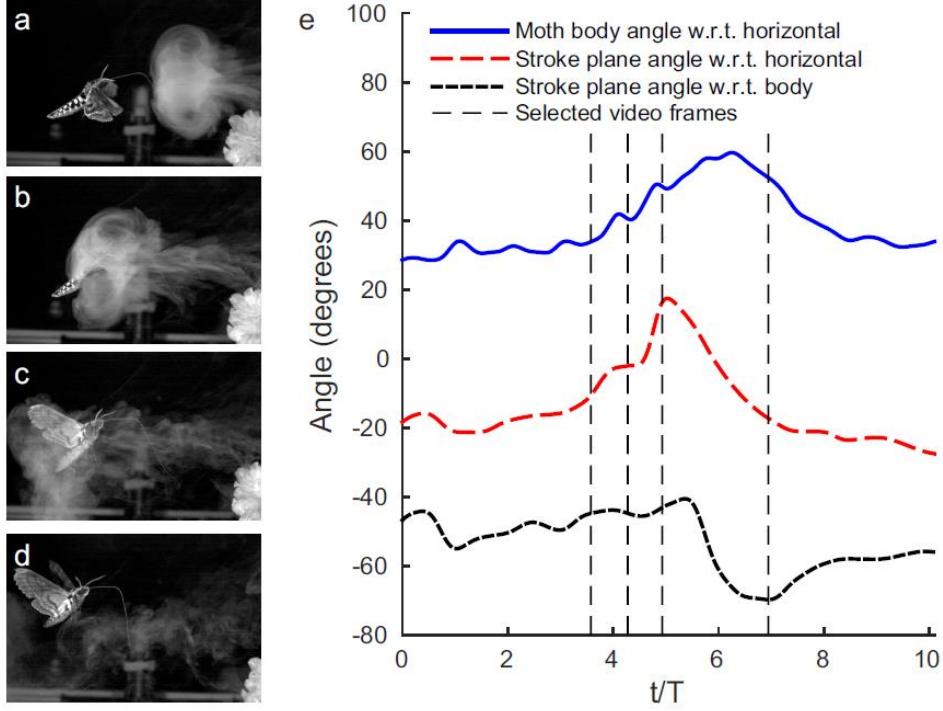 a
b
c
d
e
Moth body angle w.r.t. horizontal
Stroke plane angle w.r.t. horizontal
Stroke plane angle w.r.t. body
Selected video frames
Angle (degrees)
100
80
60
40
20
0
-20
-40
-60
-80
0 2 4 6 8 10
t/T